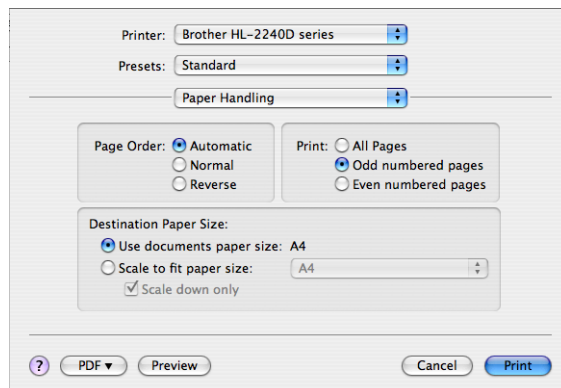 Printer: Brother HL-2240D series
Presets: Standard
Paper Handling
Page Order: Automatic
Normal
Reverse
Print: All Pages
Odd numbered pages
Even numbered pages
Destination Paper Size:
Use documents paper size: A4
Scale to fit paper size: A4
Scale down only
? PDF▼ Preview Cancel Print